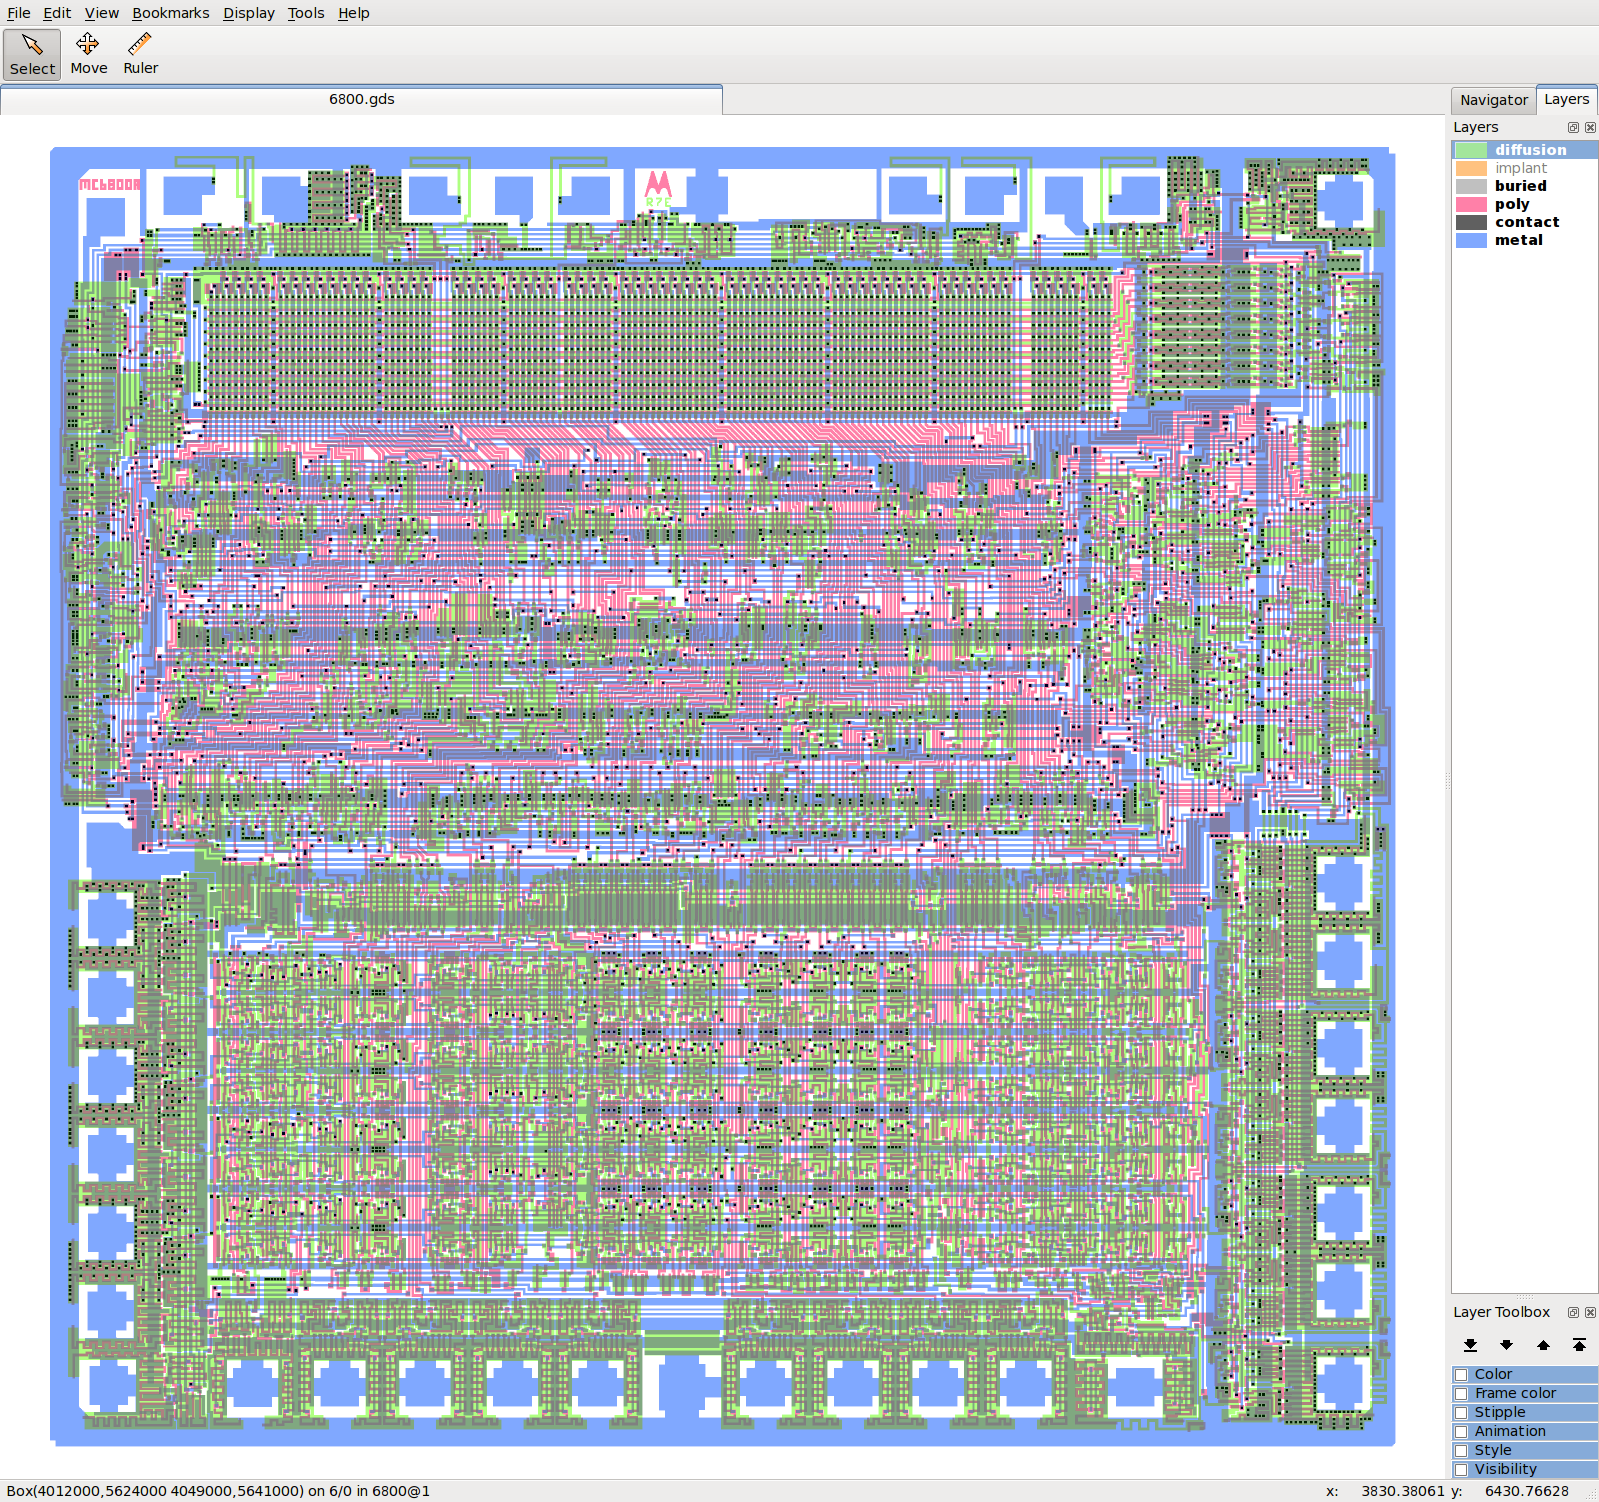 File Edit View Bookmarks Display Tools Help
Select Move Ruler
6800.gds
Navigator Layers
Layers
diffusion
implant
buried
poly
contact
metal
MC6800A
R7E
Layer Toolbox
Color
Frame color
Stipple
Animation
Style
Visibility
Box(4012000,5624000 4049000,5641000) on 6/0 in 6800@1 x: 3830.38061 y: 6430.76628